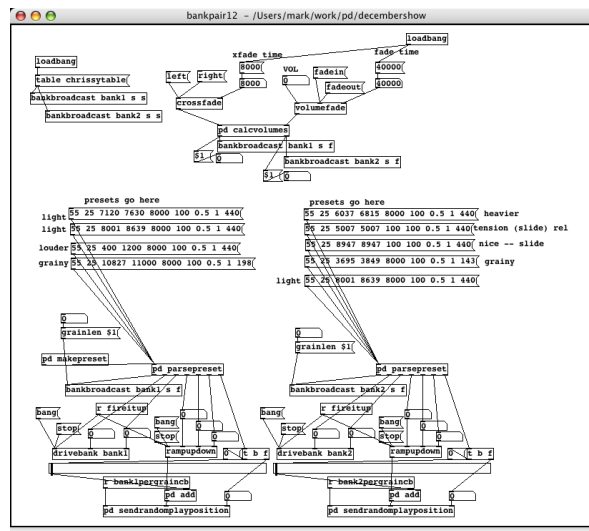 bankpair12 - /Users/mark/work/pd/decembershow
loadbang
xfade time
fade time
loadbang
8000
VOL
40000
left
right
fadein
table chrissytable
8000
0
fadeout
40000
bankbroadcast bank1 s s
crossfade
volumefade
bankbroadcast bank2 s s
pd calcvolumes
bankbroadcast bank1 s f
$1
0
bankbroadcast bank2 s f
$1
0
presets go here
presets go here
light 55 25 7120 7630 8000 100 0.5 1 440
55 25 6037 6815 8000 100 0.5 1 440 heavier
light 55 25 8001 8639 8000 100 0.5 1 440
55 25 5007 5007 100 100 0.5 1 440 tension (slide) rel
louder 55 25 400 1200 8000 100 0.5 1 440
55 25 8947 8947 100 100 0.5 1 440 nice -- slide
grainy 55 25 10827 11000 8000 100 0.5 1 198
55 25 3695 3849 8000 100 0.5 1 143 grainy
light 55 25 8001 8639 8000 100 0.5 1 440
0
0
grainlen $1
grainlen $1
pd makepreset
pd parsepreset
pd parsepreset
bankbroadcast bank1 s f
bankbroadcast bank2 s f
bang
r fireitup
0
bang
r fireitup
0
stop
bang
0
stop
bang
0
0
0
stop
0
0
0
stop
0
drivebank bank1
rampupdown
0
t b f
drivebank bank2
rampupdown
0
t b f
r bank1pergraincb
r bank2pergraincb
pd add
0
pd add
0
pd sendrandomplayposition
pd sendrandomplayposition